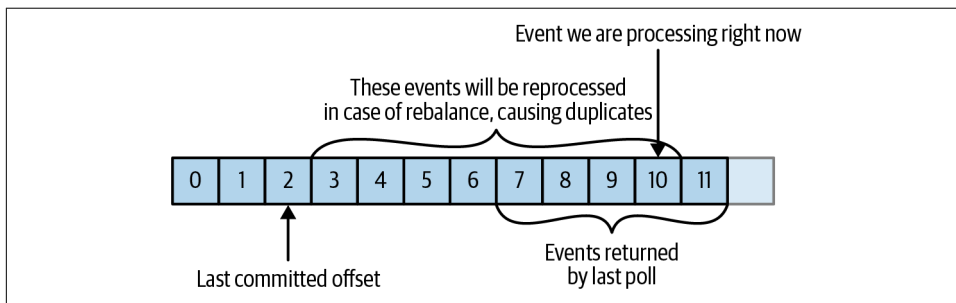 Event we are processing right now
These events will be reprocessed
in case of rebalance, causing duplicates
0 1 2 3 4 5 6 7 8 9 10 11
Last committed offset
Events returned
by last poll